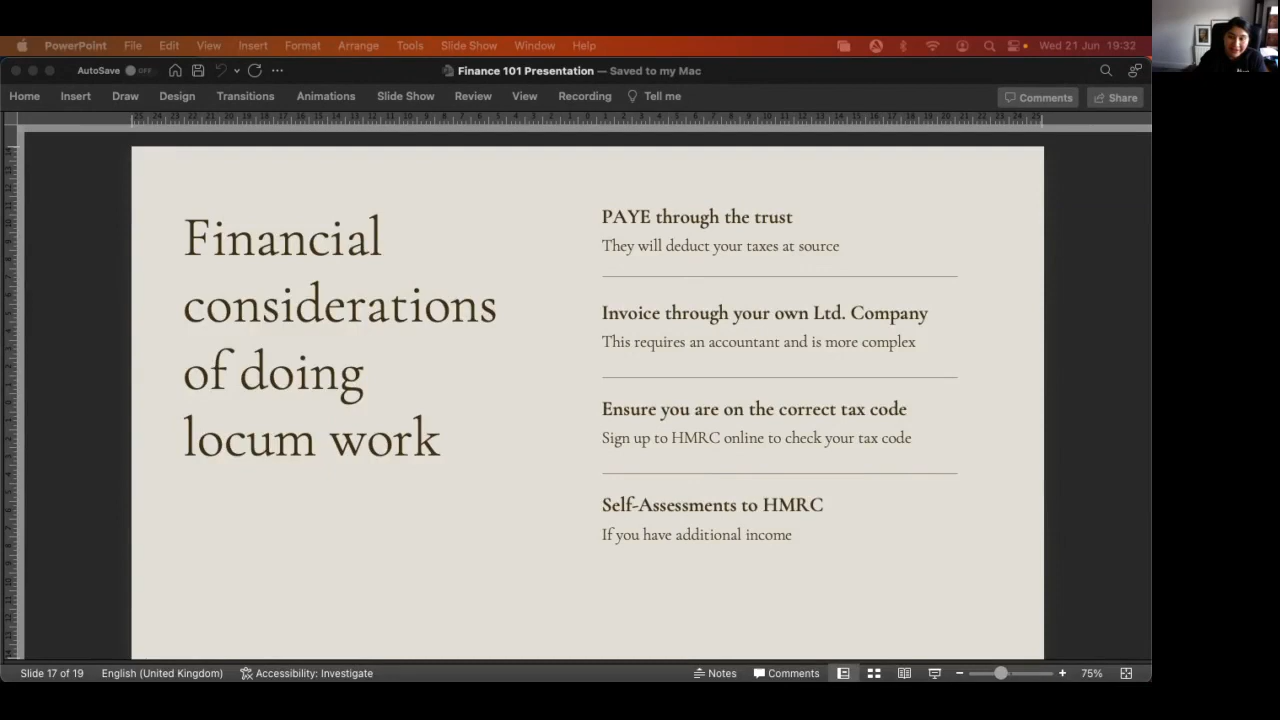 PowerPoint File Edit View Insert Format Arrange Tools Slide Show Window Help Wed 21 Jun 19:32
AutoSave OFF Finance 101 Presentation — Saved to my Mac
Home Insert Draw Design Transitions Animations Slide Show Review View Recording Tell me Comments Share
Financial
considerations
of doing
locum work
PAYE through the trust
They will deduct your taxes at source
Invoice through your own Ltd. Company
This requires an accountant and is more complex
Ensure you are on the correct tax code
Sign up to HMRC online to check your tax code
Self-Assessments to HMRC
If you have additional income
Slide 17 of 19 English (United Kingdom) Accessibility: Investigate Notes Comments 75%